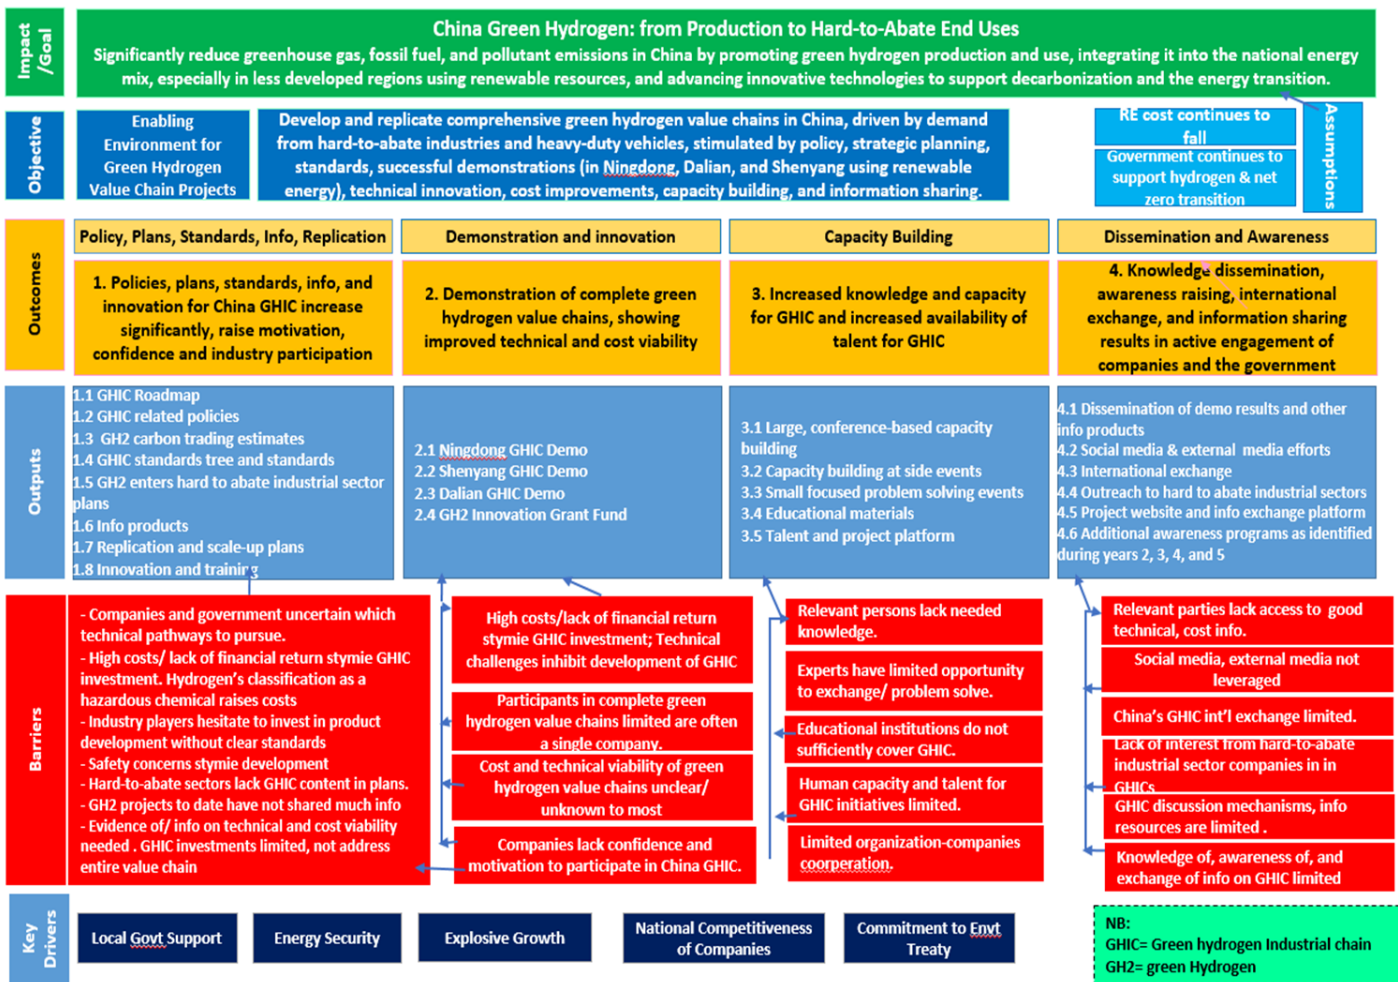 Impact
/Goal
China Green Hydrogen: from Production to Hard-to-Abate End Uses
Significantly reduce greenhouse gas, fossil fuel, and pollutant emissions in China by promoting green hydrogen production and use, integrating it into the national energy
mix, especially in less developed regions using renewable resources, and advancing innovative technologies to support decarbonization and the energy transition.
Objective
Enabling
Environment for
Green Hydrogen
Value Chain Projects
Develop and replicate comprehensive green hydrogen value chains in China, driven by demand
from hard-to-abate industries and heavy-duty vehicles, stimulated by policy, strategic planning,
standards, successful demonstrations (in Ningdong, Dalian, and Shenyang using renewable
energy), technical innovation, cost improvements, capacity building, and information sharing.
RE cost continues to
fall
Government continues to
support hydrogen & net
zero transition
Assumptions
Outcomes
Policy, Plans, Standards, Info, Replication
1. Policies, plans, standards, info, and
innovation for China GHIC increase
significantly, raise motivation,
confidence and industry participation
Demonstration and innovation
2. Demonstration of complete green
hydrogen value chains, showing
improved technical and cost viability
Capacity Building
3. Increased knowledge and capacity
for GHIC and increased availability of
talent for GHIC
Dissemination and Awareness
4. Knowledge dissemination,
awareness raising, international
exchange, and information sharing
results in active engagement of
companies and the government
Outputs
1.1 GHIC Roadmap
1.2 GHIC related policies
1.3 GH2 carbon trading estimates
1.4 GHIC standards tree and standards
1.5 GH2 enters hard to abate industrial sector
plans
1.6 Info products
1.7 Replication and scale-up plans
1.8 Innovation and training
2.1 Ningdong GHIC Demo
2.2 Shenyang GHIC Demo
2.3 Dalian GHIC Demo
2.4 GH2 Innovation Grant Fund
3.1 Large, conference-based capacity
building
3.2 Capacity building at side events
3.3 Small focused problem solving events
3.4 Educational materials
3.5 Talent and project platform
4.1 Dissemination of demo results and other
info products
4.2 Social media & external media efforts
4.3 International exchange
4.4 Outreach to hard to abate industrial sectors
4.5 Project website and info exchange platform
4.6 Additional awareness programs as identified
during years 2, 3, 4, and 5
Barriers
- Companies and government uncertain which
technical pathways to pursue.
- High costs/ lack of financial return stymie GHIC
investment. Hydrogen's classification as a
hazardous chemical raises costs
- Industry players hesitate to invest in product
development without clear standards
- Safety concerns stymie development
- Hard-to-abate sectors lack GHIC content in plans.
- GH2 projects to date have not shared much info
- Evidence of/ info on technical and cost viability
needed . GHIC investments limited, not address
entire value chain
High costs/lack of financial return
stymie GHIC investment; Technical
challenges inhibit development of GHIC
Participants in complete green
hydrogen value chains limited are often
a single company.
Cost and technical viability of green
hydrogen value chains unclear/
unknown to most
Companies lack confidence and
motivation to participate in China GHIC.
Relevant persons lack needed
knowledge.
Experts have limited opportunity
to exchange/ problem solve.
Educational institutions do not
sufficiently cover GHIC.
Human capacity and talent for
GHIC initiatives limited.
Limited organization-companies
coorperation.
Relevant parties lack access to good
technical, cost info.
Social media, external media not
leveraged
China's GHIC int'l exchange limited.
Lack of interest from hard-to-abate
industrial sector companies in in
GHICs
GHIC discussion mechanisms, info
resources are limited .
Knowledge of, awareness of, and
exchange of info on GHIC limited
Key
Drivers
Local Govt Support
Energy Security
Explosive Growth
National Competitiveness
of Companies
Commitment to Envt
Treaty
NB:
GHIC= Green hydrogen Industrial chain
GH2= green Hydrogen